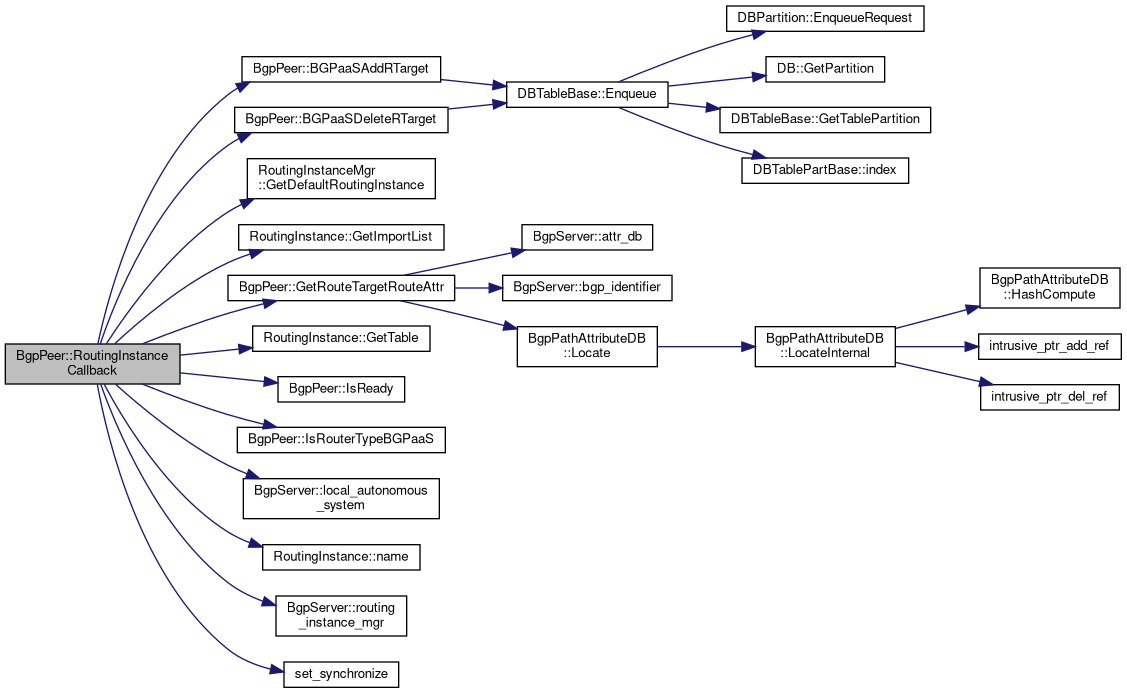 BgpPeer::RoutingInstance
Callback
BgpPeer::BGPaaSAddRTarget
BgpPeer::BGPaaSDeleteRTarget
RoutingInstanceMgr
::GetDefaultRoutingInstance
RoutingInstance::GetImportList
BgpPeer::GetRouteTargetRouteAttr
RoutingInstance::GetTable
BgpPeer::IsReady
BgpPeer::IsRouterTypeBGPaaS
BgpServer::local_autonomous
_system
RoutingInstance::name
BgpServer::routing
_instance_mgr
set_synchronize
DBTableBase::Enqueue
BgpServer::attr_db
BgpServer::bgp_identifier
BgpPathAttributeDB
::Locate
DBPartition::EnqueueRequest
DB::GetPartition
DBTableBase::GetTablePartition
DBTablePartBase::index
BgpPathAttributeDB
::LocateInternal
BgpPathAttributeDB
::HashCompute
intrusive_ptr_add_ref
intrusive_ptr_del_ref